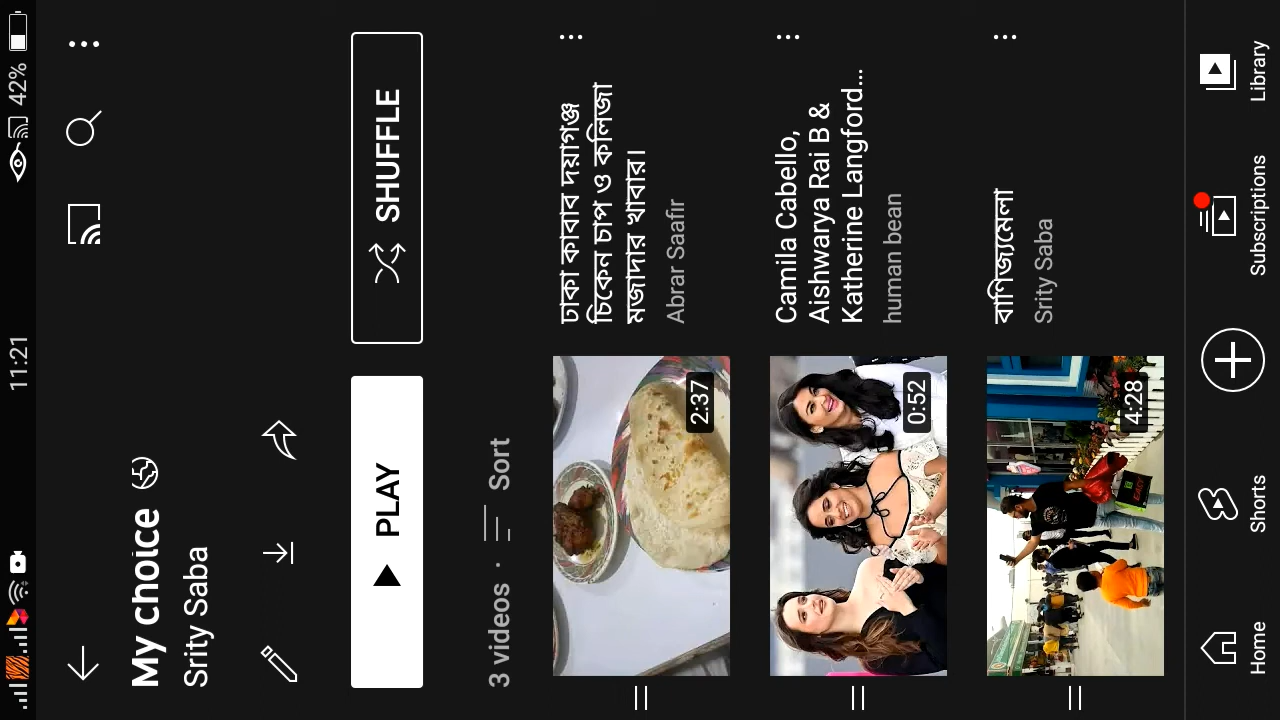 11:21
42%
My choice
Srity Saba
PLAY
SHUFFLE
3 videos · Sort
2:37
ঢাকা কাবাব দয়াগঞ্জ
চিকেন চাপ ও কলিজা
মজাদার খাবার।
Abrar Saafir
0:52
Camila Cabello,
Aishwarya Rai B &
Katherine Langford...
human bean
4:28
বাণিজ্যমেলা
Srity Saba
Home
Shorts
Subscriptions
Library